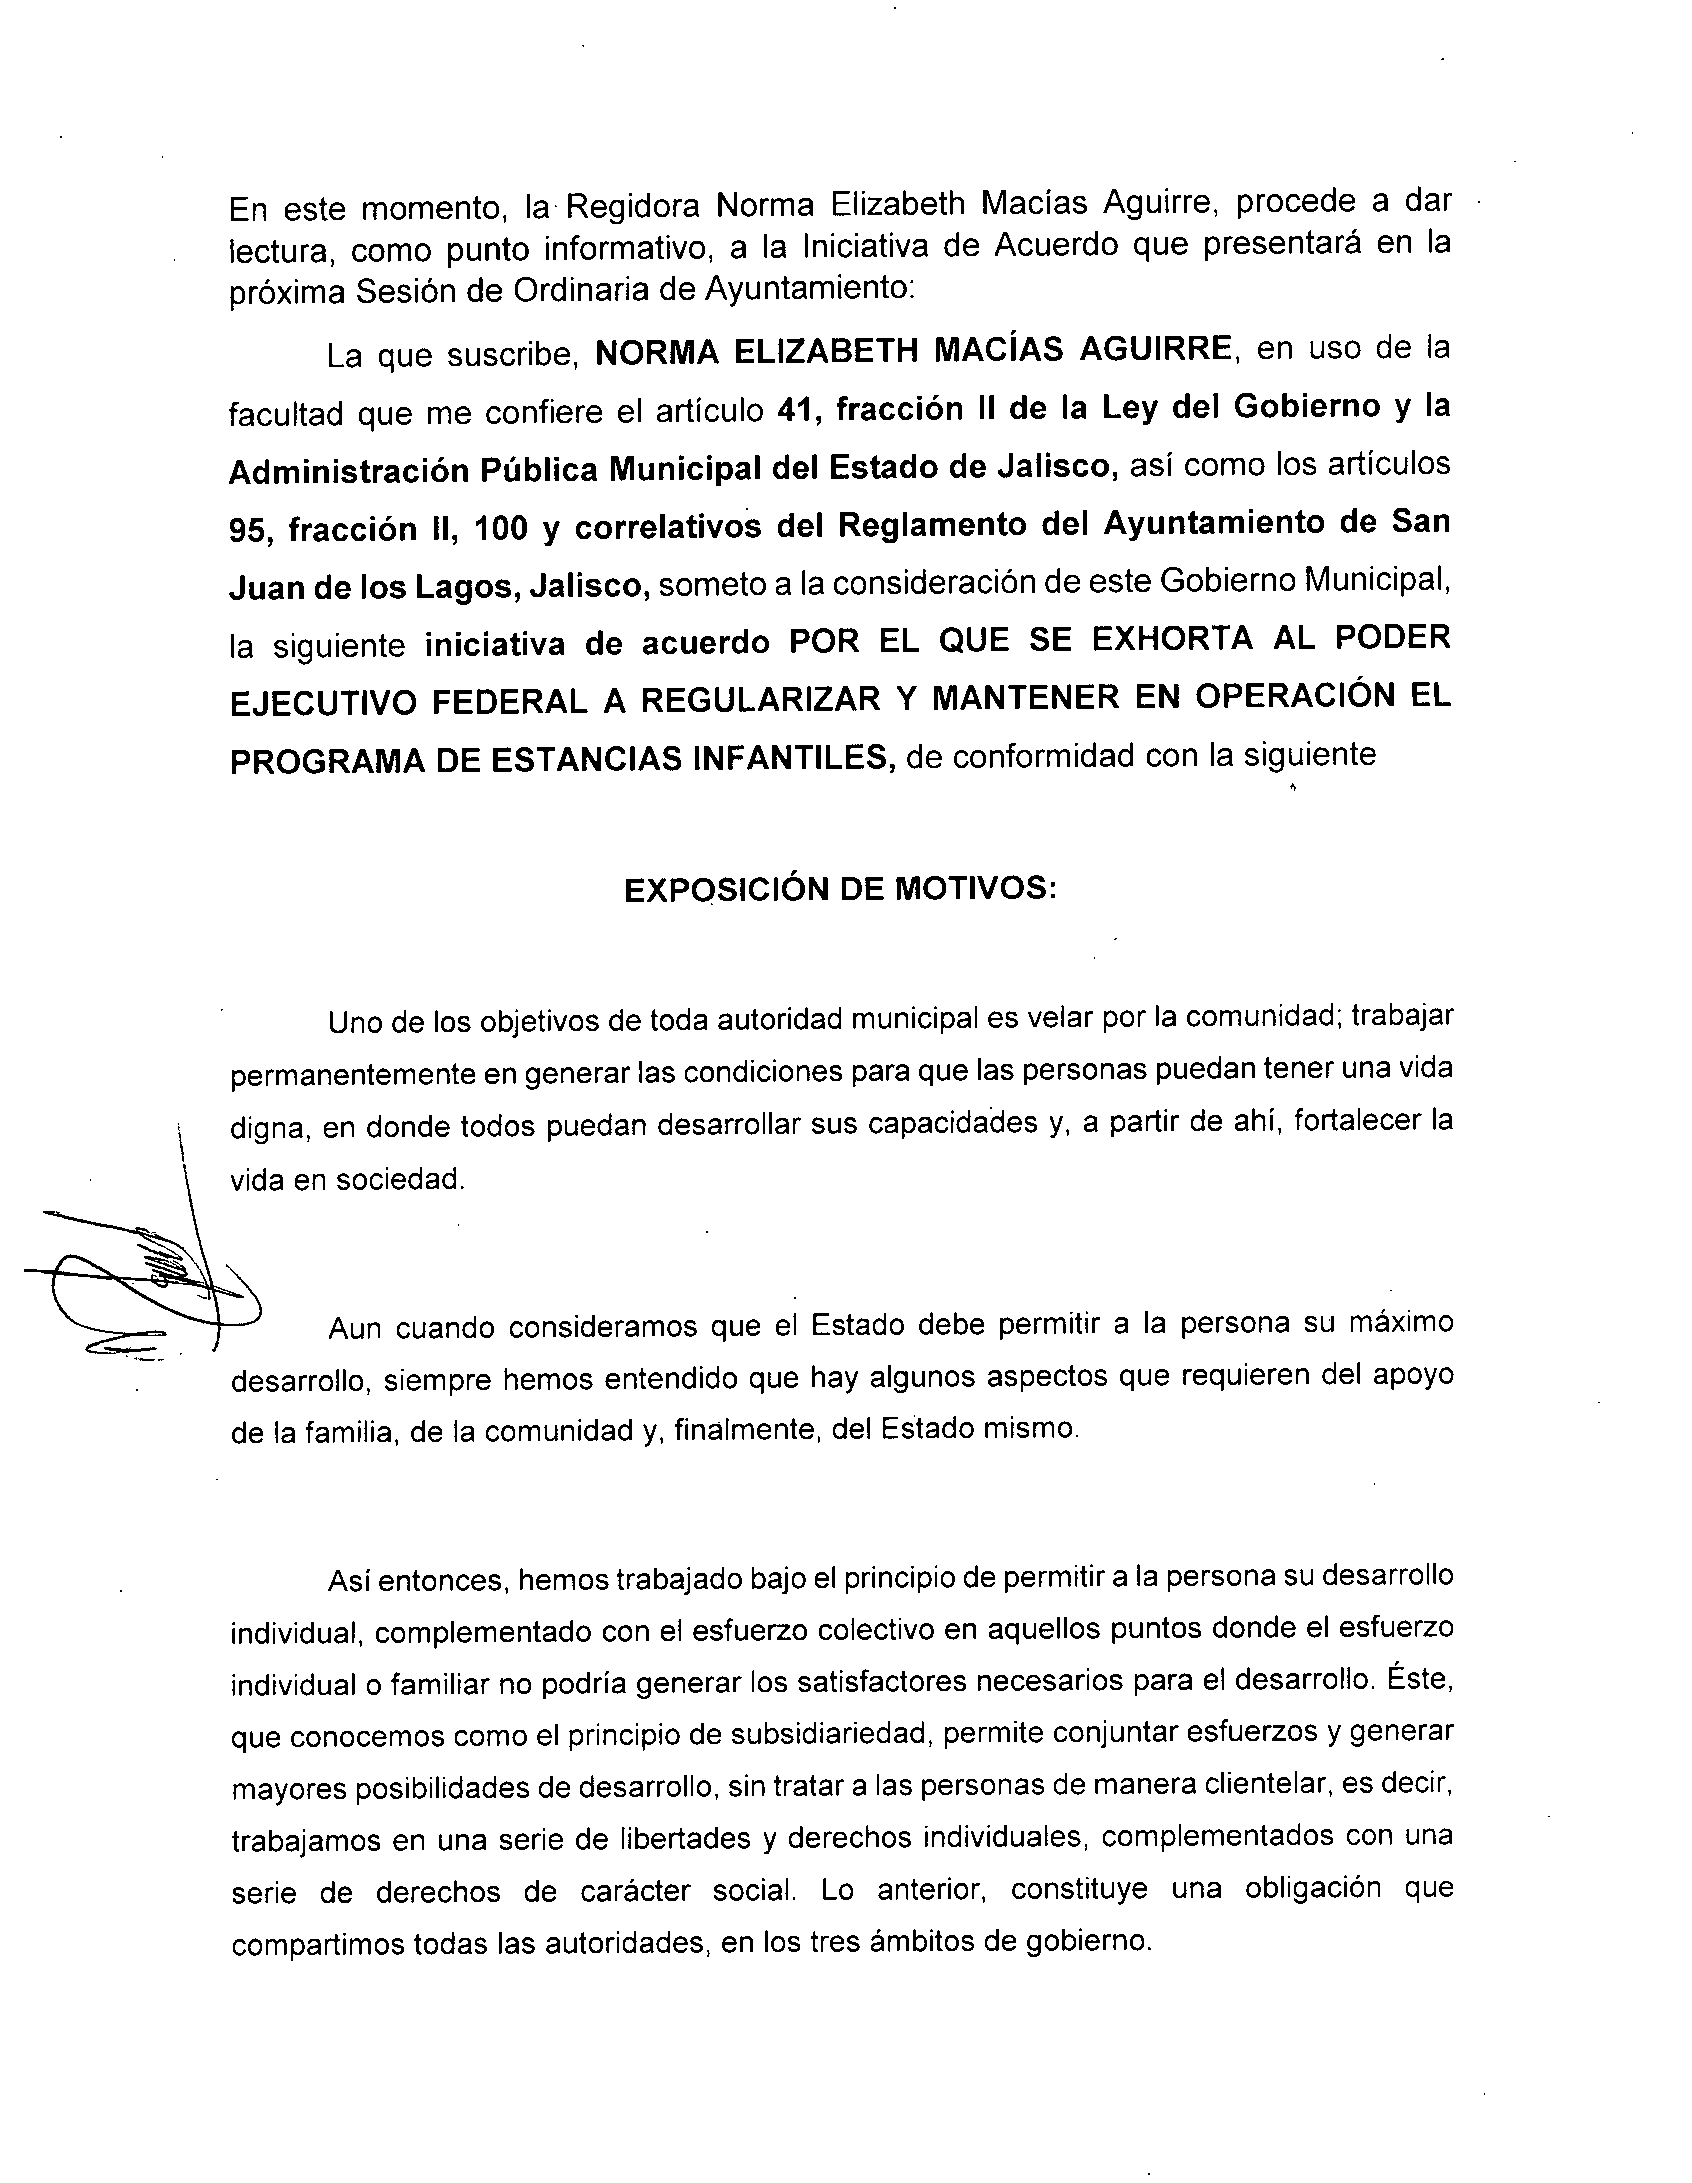 En este momento, la Regidora Norma Elizabeth Macías Aguirre, procede a dar
lectura, como punto informativo, a la Iniciativa de Acuerdo que presentará en la
próxima Sesión de Ordinaria de Ayuntamiento:
La que suscribe, NORMA ELIZABETH MACÍAS AGUIRRE, en uso de la
facultad que me confiere el artículo 41, fracción II de la Ley del Gobierno y la
Administración Pública Municipal del Estado de Jalisco, así como los artículos
95, fracción II, 100 y correlativos del Reglamento del Ayuntamiento de San
Juan de los Lagos, Jalisco, someto a la consideración de este Gobierno Municipal,
la siguiente iniciativa de acuerdo POR EL QUE SE EXHORTA AL PODER
EJECUTIVO FEDERAL A REGULARIZAR Y MANTENER EN OPERACIÓN EL
PROGRAMA DE ESTANCIAS INFANTILES, de conformidad con la siguiente
EXPOSICIÓN DE MOTIVOS:
Uno de los objetivos de toda autoridad municipal es velar por la comunidad; trabajar
permanentemente en generar las condiciones para que las personas puedan tener una vida
digna, en donde todos puedan desarrollar sus capacidades y, a partir de ahí, fortalecer la
vida en sociedad.
Aun cuando consideramos que el Estado debe permitir a la persona su máximo
desarrollo, siempre hemos entendido que hay algunos aspectos que requieren del apoyo
de la familia, de la comunidad y, finalmente, del Estado mismo.
Así entonces, hemos trabajado bajo el principio de permitir a la persona su desarrollo
individual, complementado con el esfuerzo colectivo en aquellos puntos donde el esfuerzo
individual o familiar no podría generar los satisfactores necesarios para el desarrollo. Éste,
que conocemos como el principio de subsidiariedad, permite conjuntar esfuerzos y generar
mayores posibilidades de desarrollo, sin tratar a las personas de manera clientelar, es decir,
trabajamos en una serie de libertades y derechos individuales, complementados con una
serie de derechos de carácter social. Lo anterior, constituye una obligación que
compartimos todas las autoridades, en los tres ámbitos de gobierno.